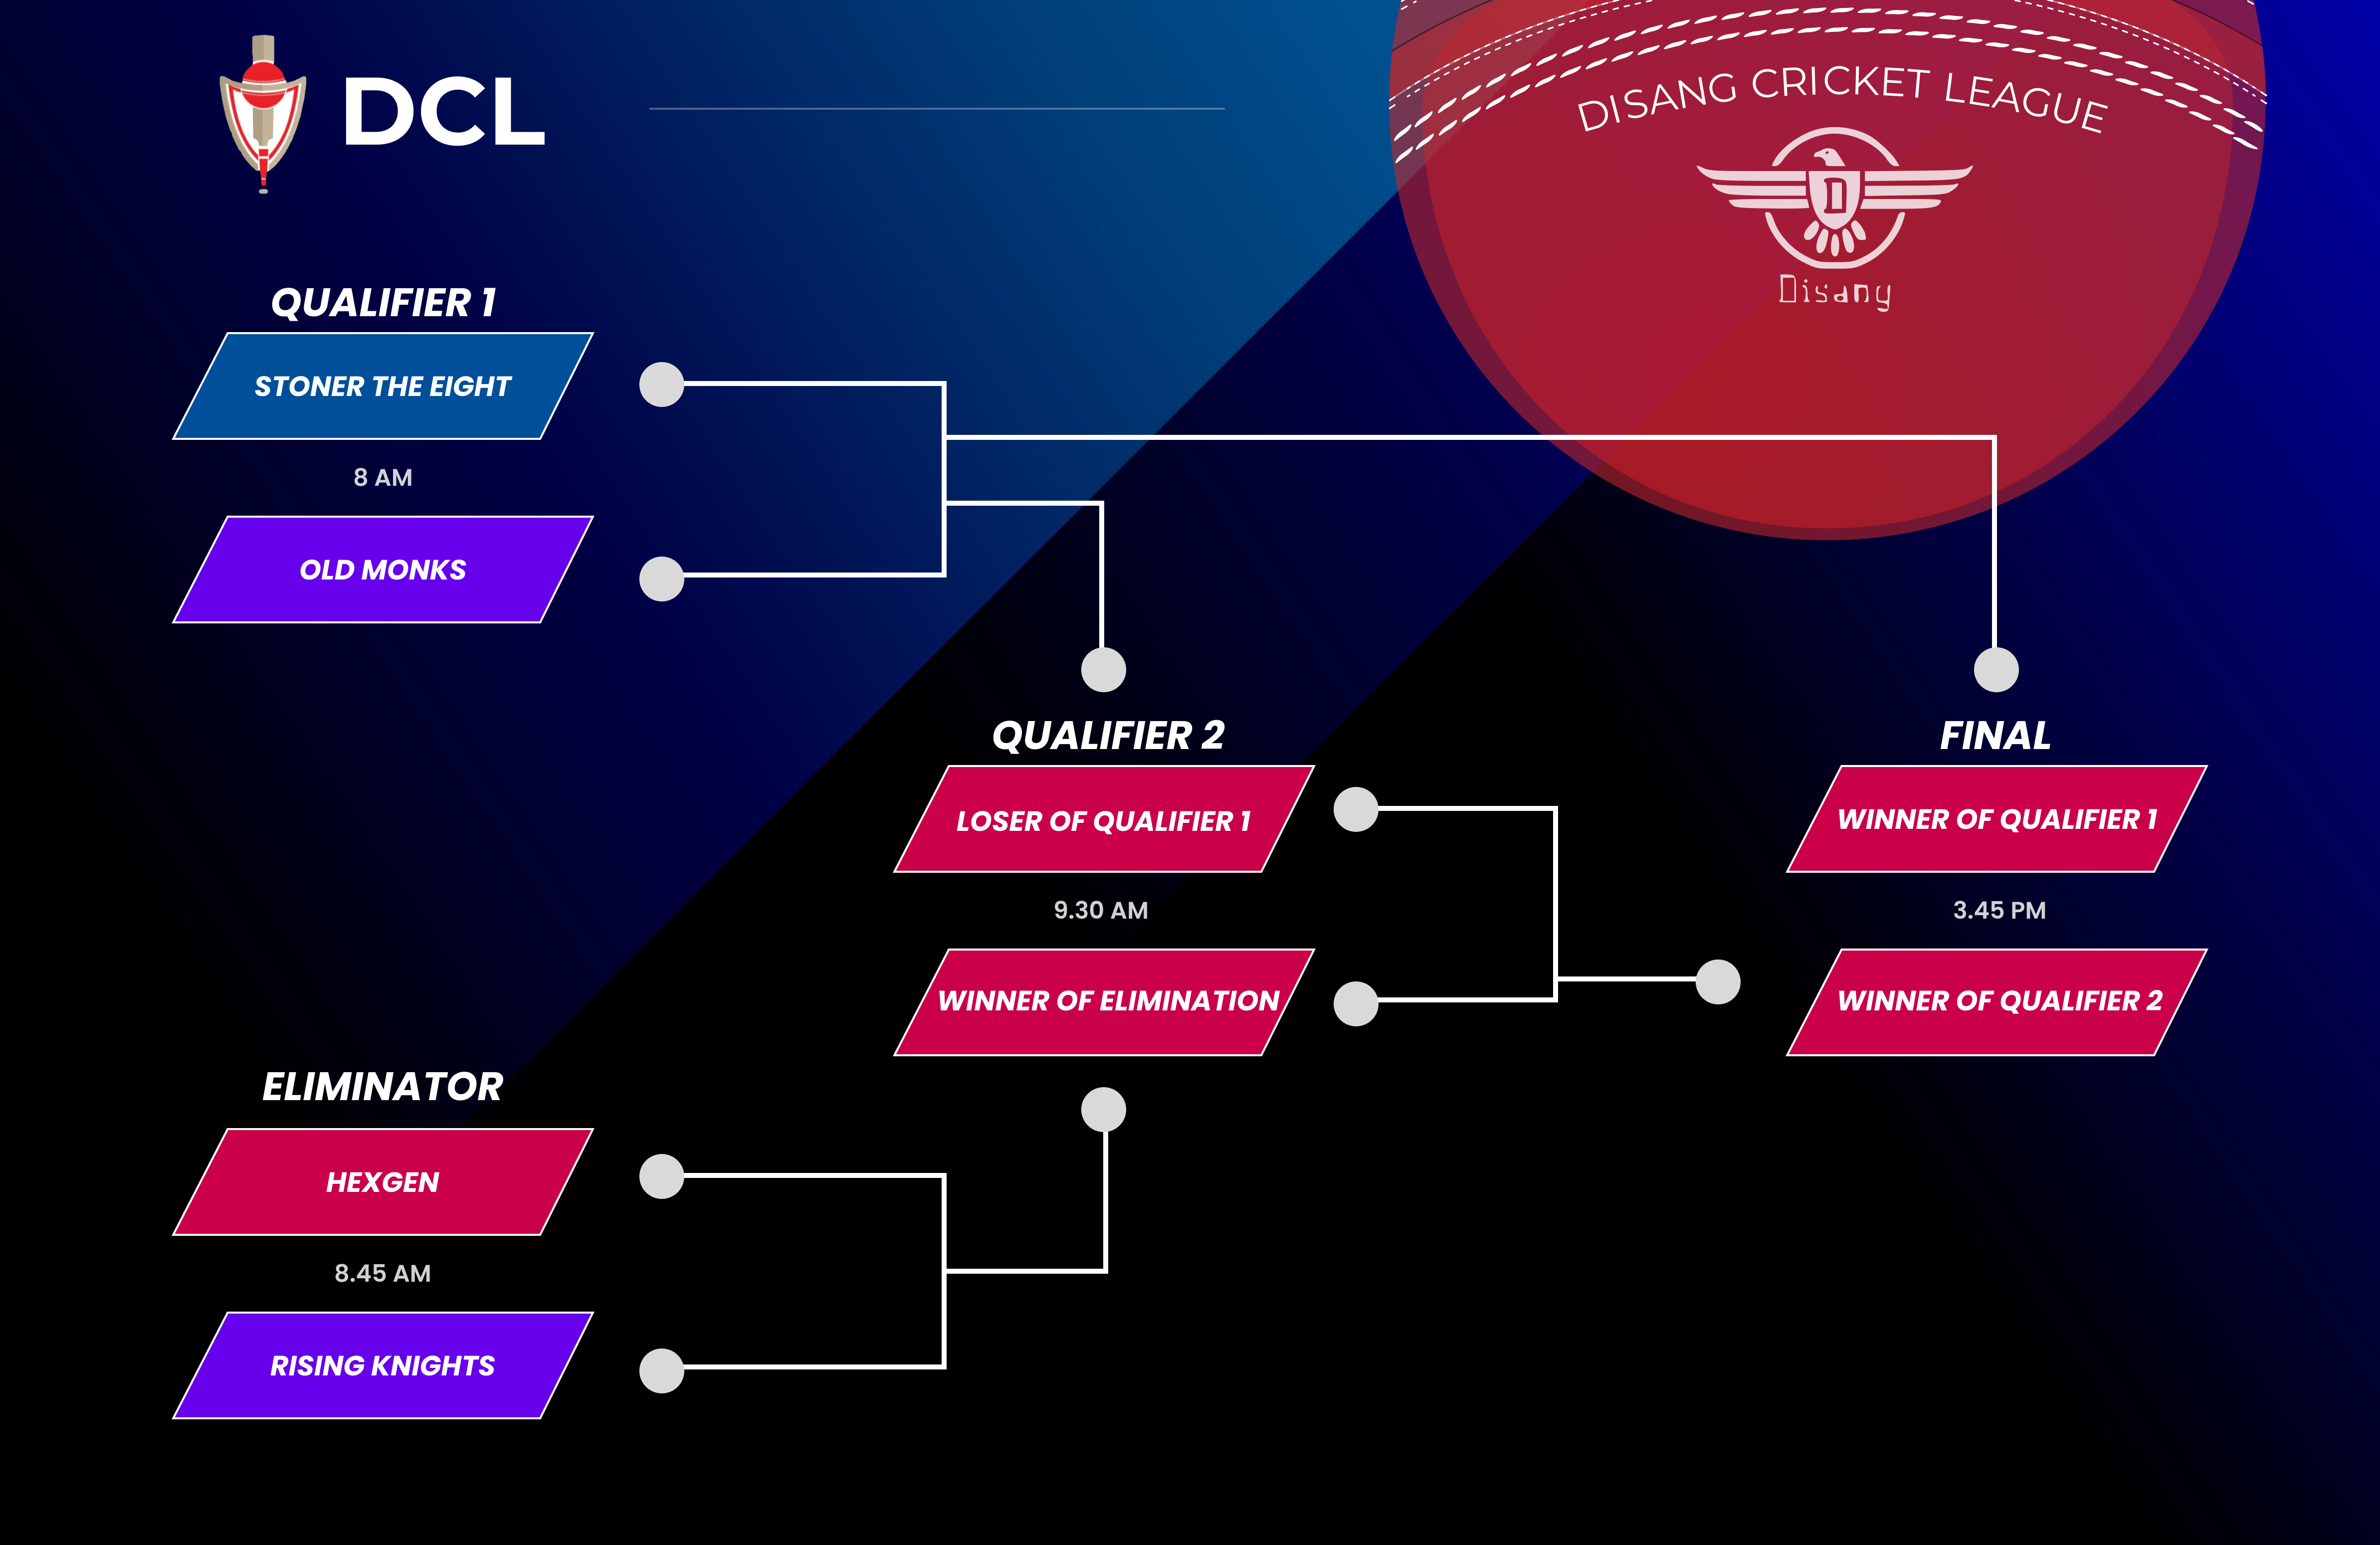 DCL
DISANG CRICKET LEAGUE
D
Disang
QUALIFIER 1
STONER THE EIGHT
8 AM
OLD MONKS
QUALIFIER 2
LOSER OF QUALIFIER 1
9.30 AM
WINNER OF ELIMINATION
FINAL
WINNER OF QUALIFIER 1
3.45 PM
WINNER OF QUALIFIER 2
ELIMINATOR
HEXGEN
8.45 AM
RISING KNIGHTS